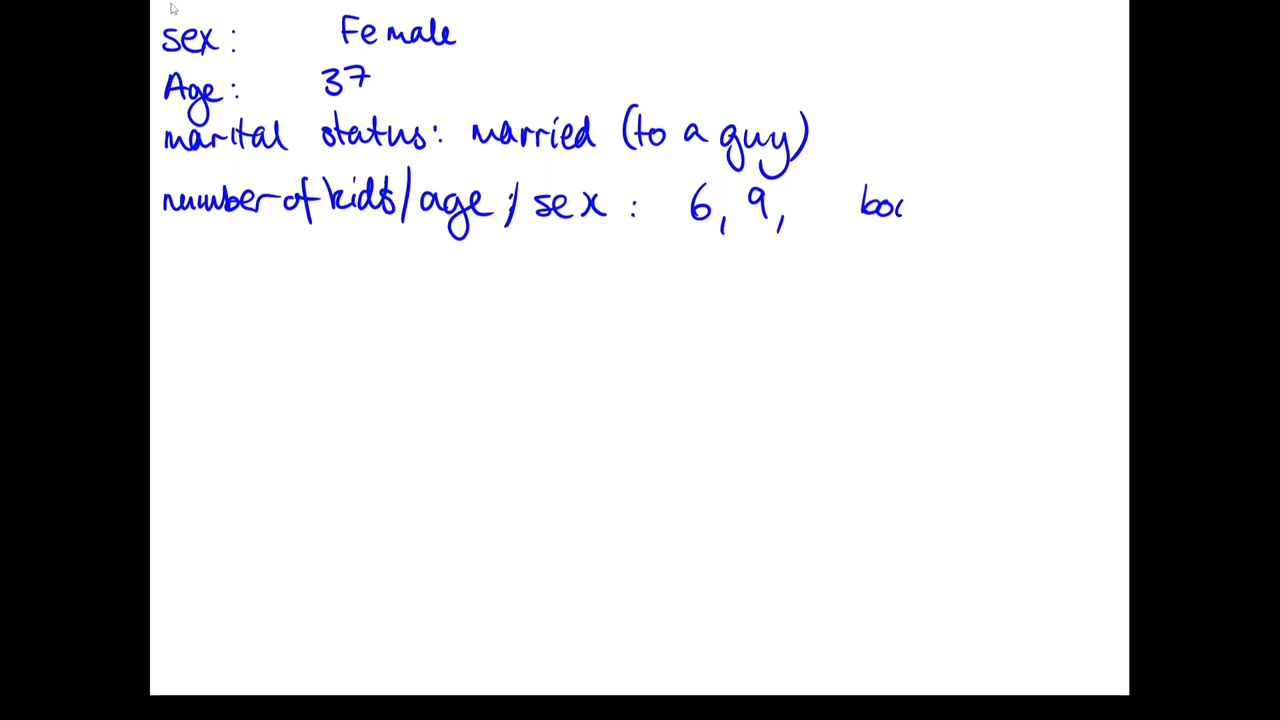 sex: Female
Age: 37
marital status: married (to a guy)
number of kids/age/sex: 6, 9,